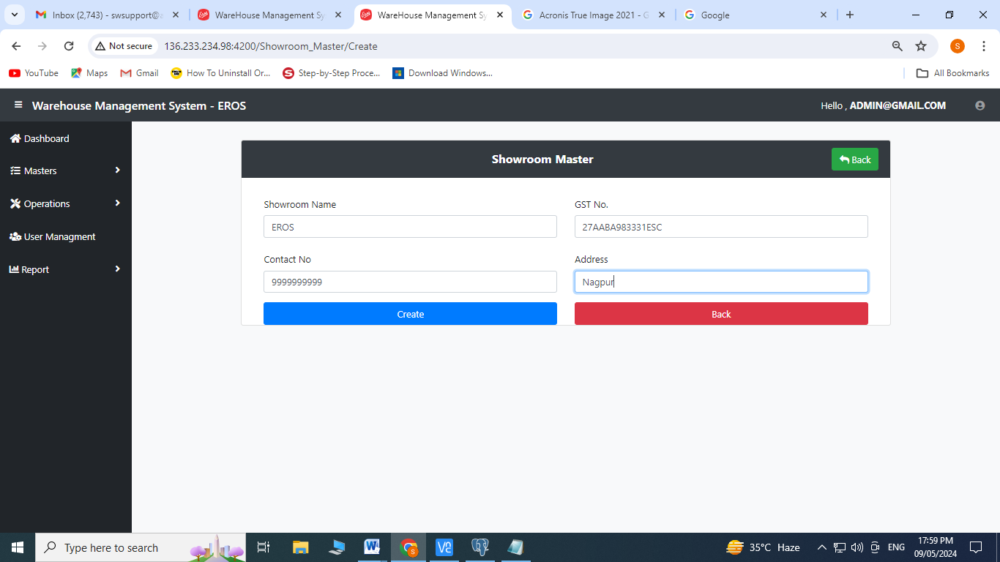 Inbox (2,743) - swsupport@a
WareHouse Management Sy
WareHouse Management Sy
Acronis True Image 2021 - G
Google
Not secure
136.233.234.98:4200/Showroom_Master/Create
S
YouTube
Maps
Gmail
How To Uninstall Or...
Step-by-Step Proce...
Download Windows...
All Bookmarks
Warehouse Management System - EROS
Hello , ADMIN@GMAIL.COM
Dashboard
Masters
Operations
User Managment
Report
Showroom Master
Back
Showroom Name
GST No.
EROS
27AABA983331ESC
Contact No
Address
9999999999
Nagpur
Create
Back
Type here to search
35°C Haze
ENG
17:59 PM
09/05/2024